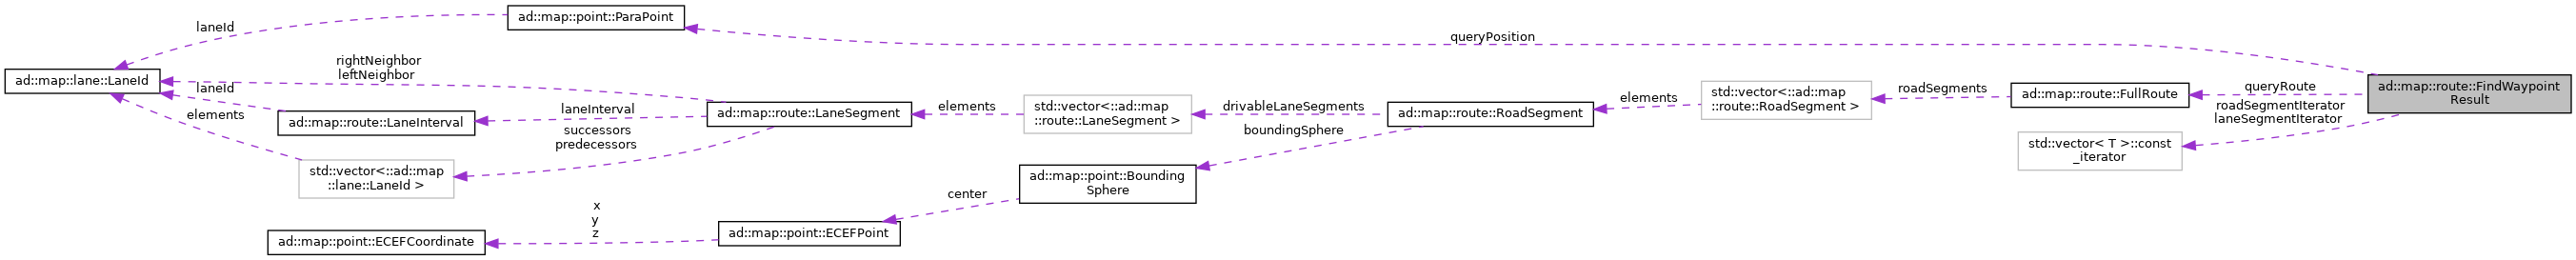 ad::map::point::ParaPoint
laneId
queryPosition
rightNeighbor
leftNeighbor
ad::map::lane::LaneId
laneId
elements
ad::map::route::LaneInterval
laneInterval
successors
predecessors
std::vector<::ad::map
::lane::LaneId >
ad::map::route::LaneSegment
elements
std::vector<::ad::map
::route::LaneSegment >
drivableLaneSegments
boundingSphere
ad::map::route::RoadSegment
elements
std::vector<::ad::map
::route::RoadSegment >
roadSegments
ad::map::route::FullRoute
queryRoute
roadSegmentIterator
laneSegmentIterator
ad::map::route::FindWaypoint
Result
std::vector< T >::const
_iterator
ad::map::point::Bounding
Sphere
center
ad::map::point::ECEFPoint
x
y
z
ad::map::point::ECEFCoordinate